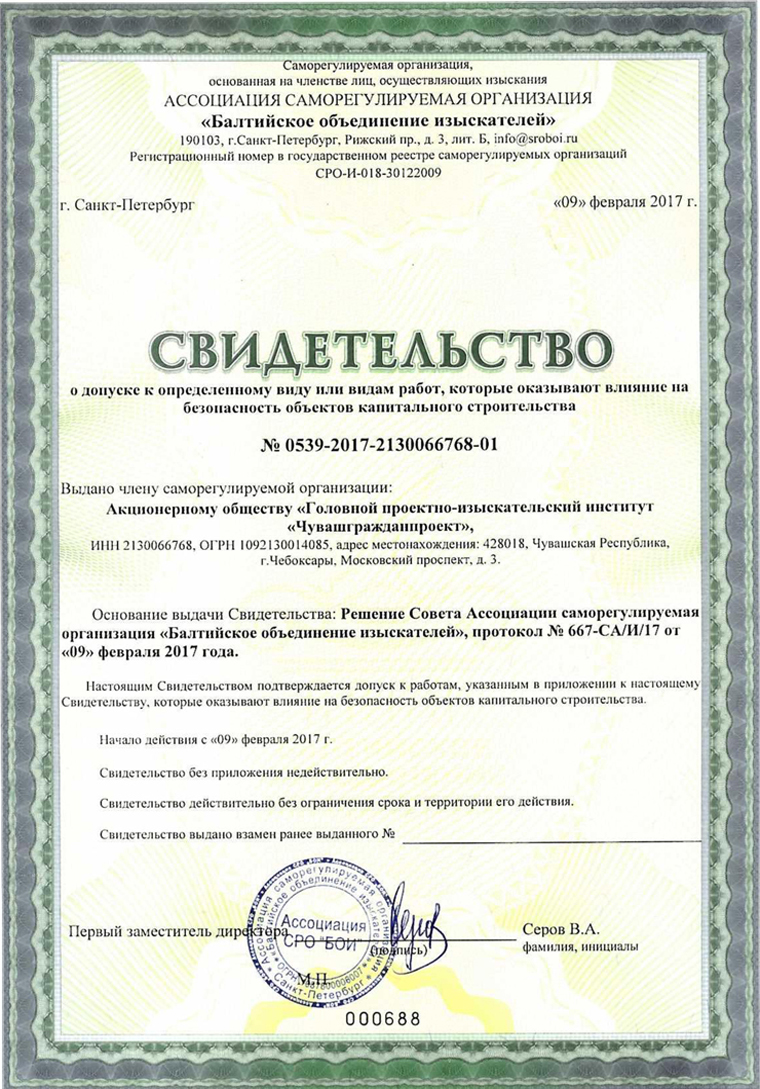 Саморегулируемая организация,
основанная на членстве лиц, осуществляющих изыскания
АССОЦИАЦИЯ САМОРЕГУЛИРУЕМАЯ ОРГАНИЗАЦИЯ
«Балтийское объединение изыскателей»
190103, г.Санкт-Петербург, Рижский пр., д. 3, лит. Б, info@sroboi.ru
Регистрационный номер в государственном реестре саморегулируемых организаций
СРО-И-018-30122009
г. Санкт-Петербург «09» февраля 2017 г.
СВИДЕТЕЛЬСТВО
о допуске к определенному виду или видам работ, которые оказывают влияние на
безопасность объектов капитального строительства
№ 0539-2017-2130066768-01
Выдано члену саморегулируемой организации:
Акционерному обществу «Головной проектно-изыскательский институт
«Чувашгражданпроект»,
ИНН 2130066768, ОГРН 1092130014085, адрес местонахождения: 428018, Чувашская Республика,
г.Чебоксары, Московский проспект, д. 3.
Основание выдачи Свидетельства: Решение Совета Ассоциации саморегулируемая
организация «Балтийское объединение изыскателей», протокол № 667-СА/И/17 от
«09» февраля 2017 года.
Настоящим Свидетельством подтверждается допуск к работам, указанным в приложении к настоящему
Свидетельству, которые оказывают влияние на безопасность объектов капитального строительства.
Начало действия с «09» февраля 2017 г.
Свидетельство без приложения недействительно.
Свидетельство действительно без ограничения срока и территории его действия.
Свидетельство выдано взамен ранее выданного №
Первый заместитель директора Серов В.А.
(подпись) фамилия, инициалы
Ассоциация саморегулируемая организация
Балтийское объединение изыскателей
Ассоциация
СРО "БОИ"
Санкт-Петербург
М.П.
000688